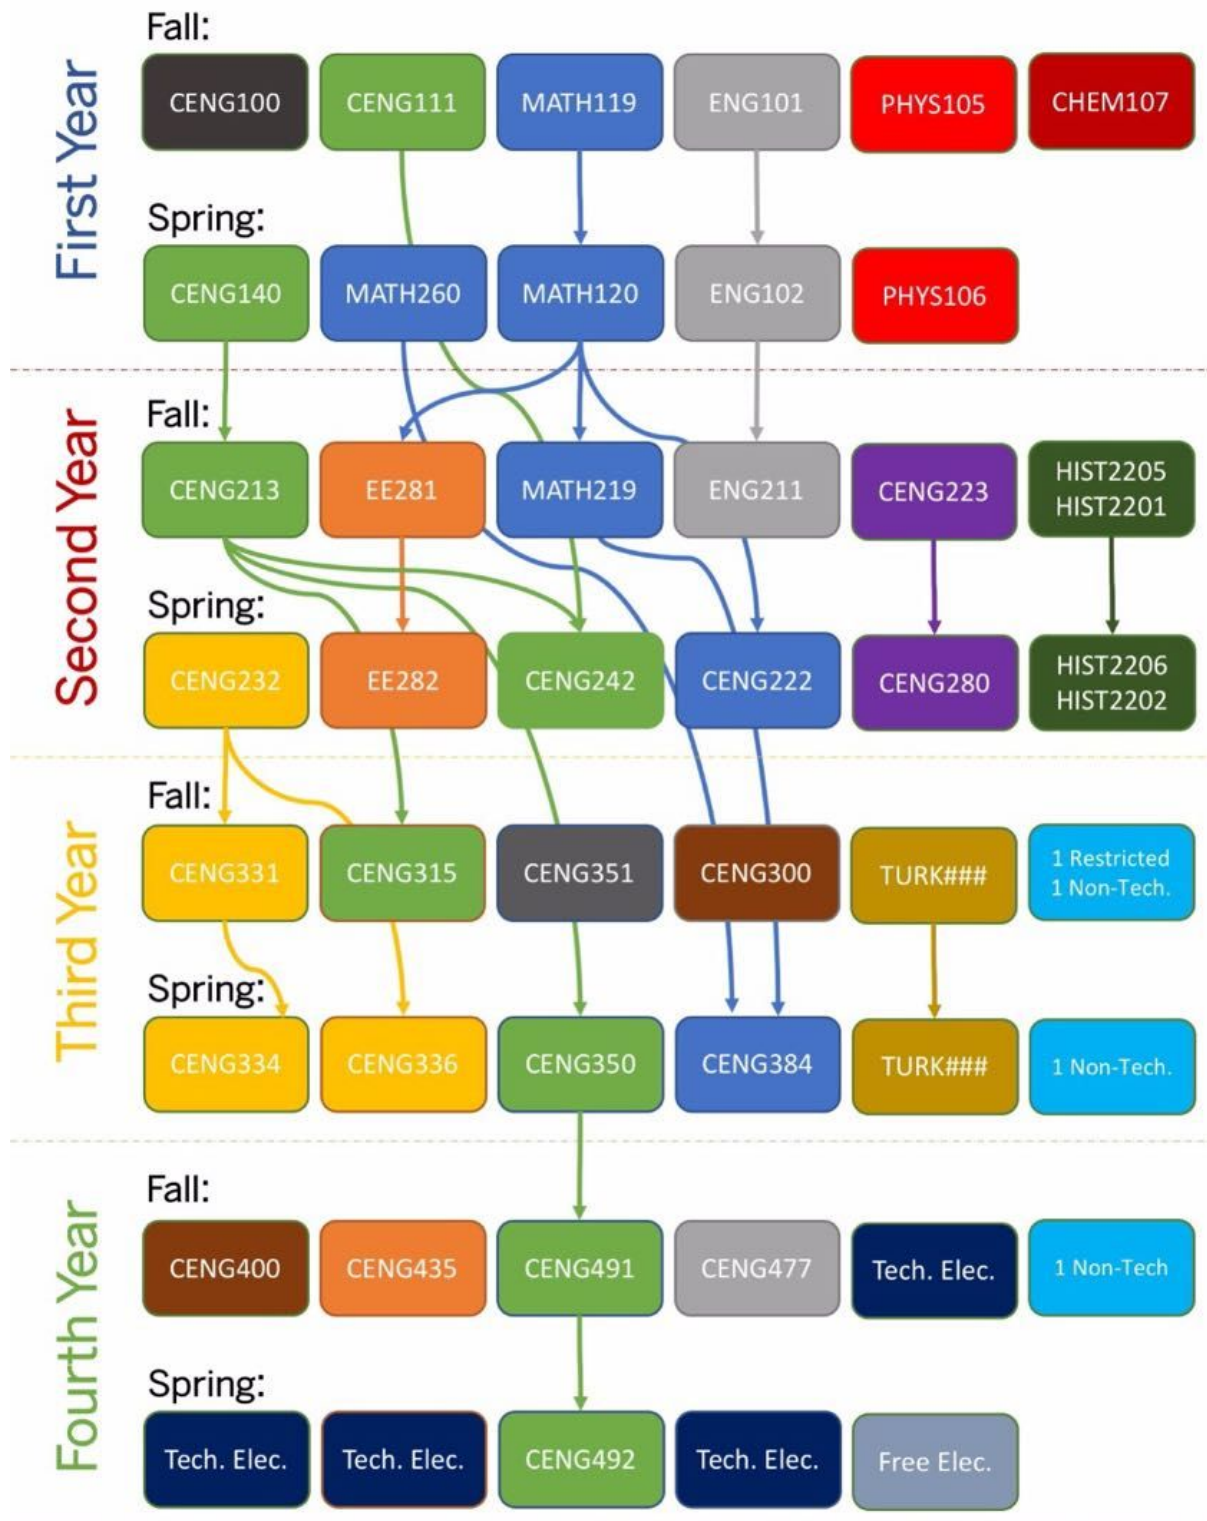 First Year
Fall:
CENG100
CENG111
MATH119
ENG101
PHYS105
CHEM107
Spring:
CENG140
MATH260
MATH120
ENG102
PHYS106
Second Year
Fall:
CENG213
EE281
MATH219
ENG211
CENG223
HIST2205
HIST2201
Spring:
CENG232
EE282
CENG242
CENG222
CENG280
HIST2206
HIST2202
Third Year
Fall:
CENG331
CENG315
CENG351
CENG300
TURK###
1 Restricted
1 Non-Tech.
Spring:
CENG334
CENG336
CENG350
CENG384
TURK###
1 Non-Tech.
Fourth Year
Fall:
CENG400
CENG435
CENG491
CENG477
Tech. Elec.
1 Non-Tech
Spring:
Tech. Elec.
Tech. Elec.
CENG492
Tech. Elec.
Free Elec.